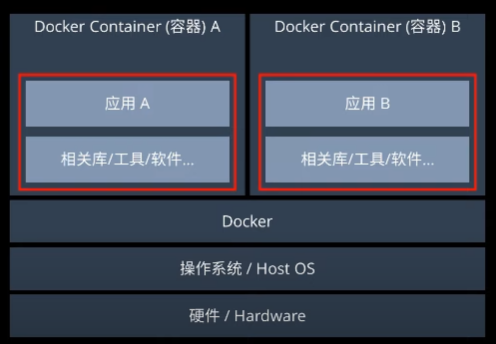 Docker Container (容器) A
Docker Container (容器) B
应用 A
应用 B
相关库/工具/软件...
相关库/工具/软件...
Docker
操作系统 / Host OS
硬件 / Hardware